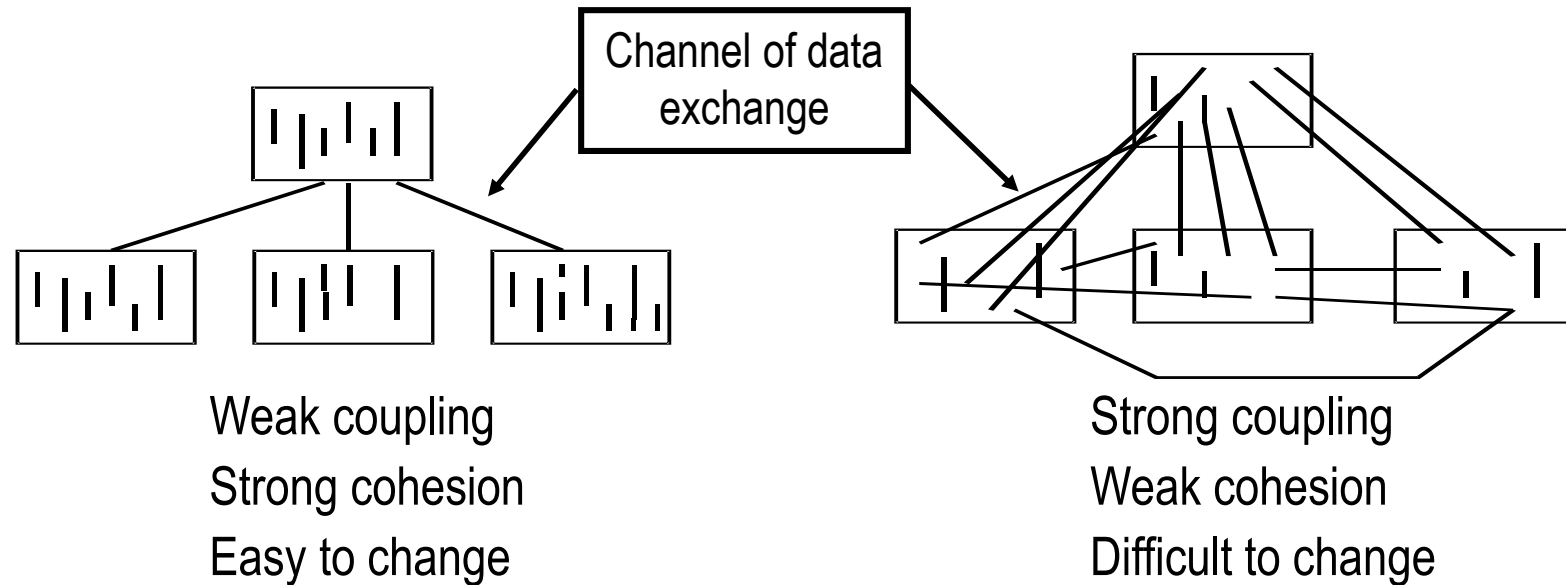 Channel of data
exchange
Weak coupling
Strong cohesion
Easy to change
Strong coupling
Weak cohesion
Difficult to change